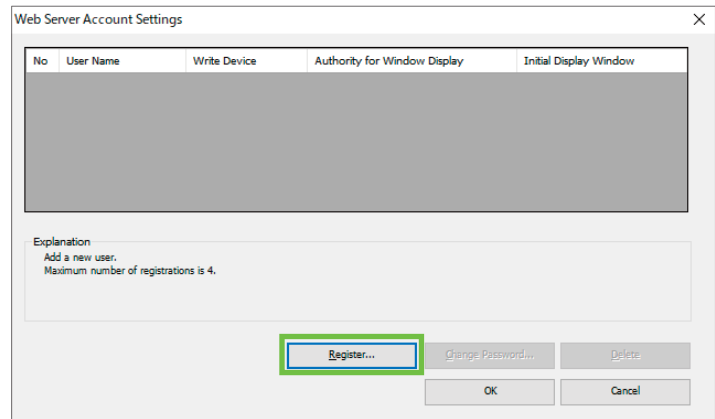 Web Server Account Settings
No User Name Write Device Authority for Window Display Initial Display Window
Explanation
Add a new user.
Maximum number of registrations is 4.
Register... Change Password... Delete
OK Cancel